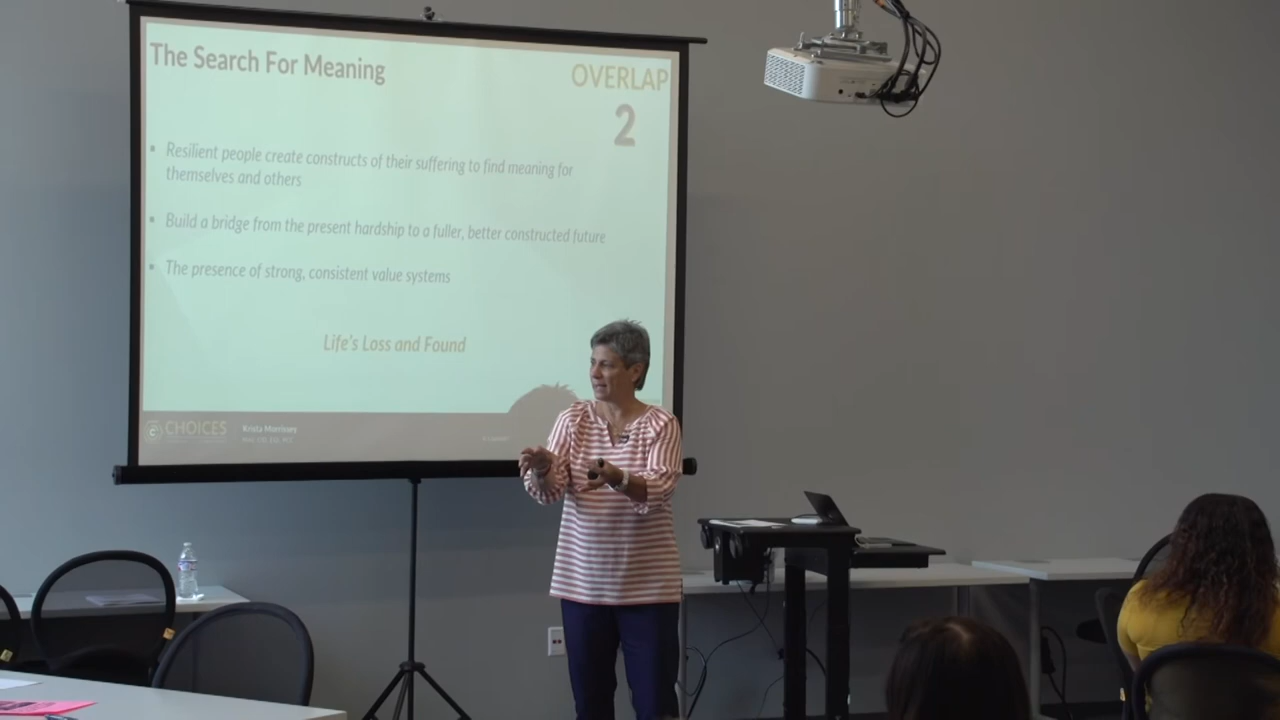 The Search For Meaning
OVERLAP
2
Resilient people create constructs of their suffering to find meaning for
themselves and others
Build a bridge from the present hardship to a fuller, better constructed future
The presence of strong, consistent value systems
Life's Loss and Found
CHOICES
Krista Morrissey